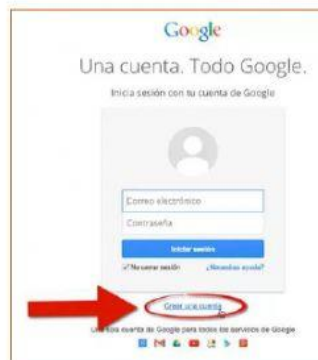 Google
Una cuenta. Todo Google.
Inicia sesión con tu cuenta de Google
Correo electrónico
Contraseña
Iniciar sesión
No cerrar sesión ¿Necesitas ayuda?
Crear una cuenta
Una sola cuenta de Google para todos los servicios de Google